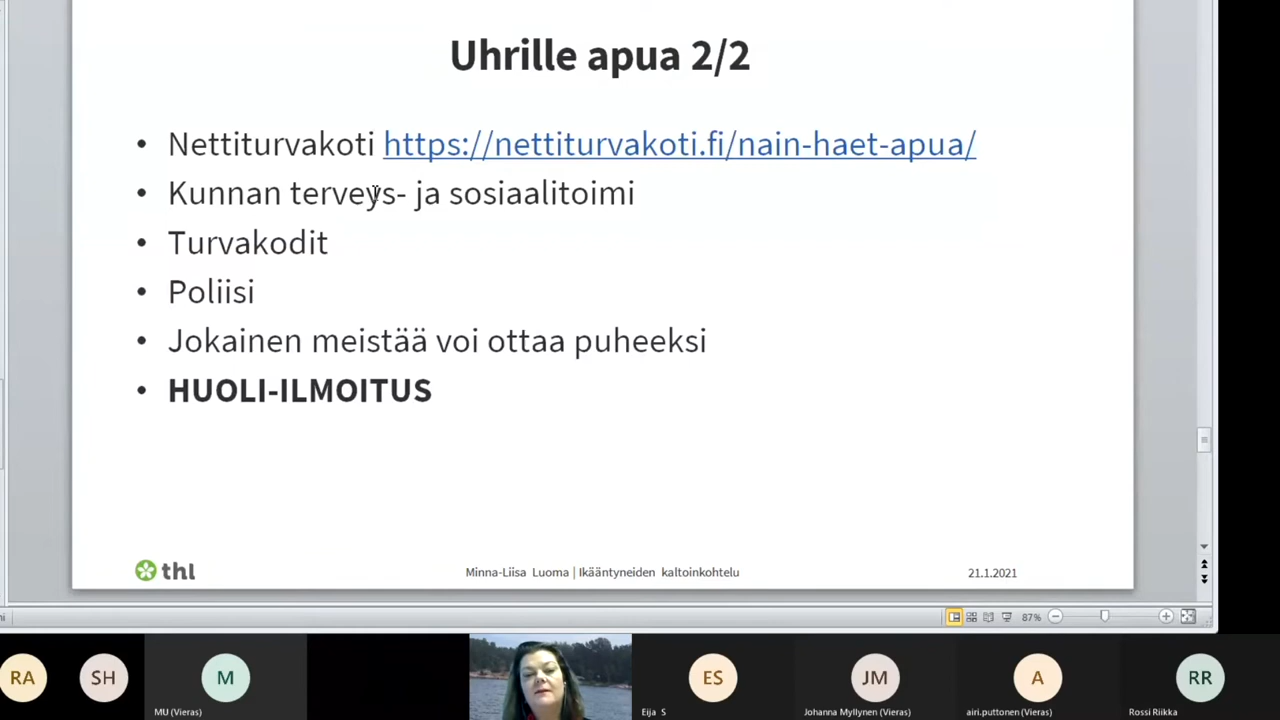 Uhrille apua 2/2
• Nettiturvakoti https://nettiturvakoti.fi/nain-haet-apua/
• Kunnan terveys- ja sosiaalitoimi
• Turvakodit
• Poliisi
• Jokainen meistää voi ottaa puheeksi
• HUOLI-ILMOITUS
thl
Minna-Liisa Luoma | Ikääntyneiden kaltoinkohtelu
21.1.2021
87%
RA
SH
M
ES
JM
A
RR
MU (Vieras)
Eija S
Johanna Myllynen (Vieras)
airi.puttonen (Vieras)
Rossi Riikka